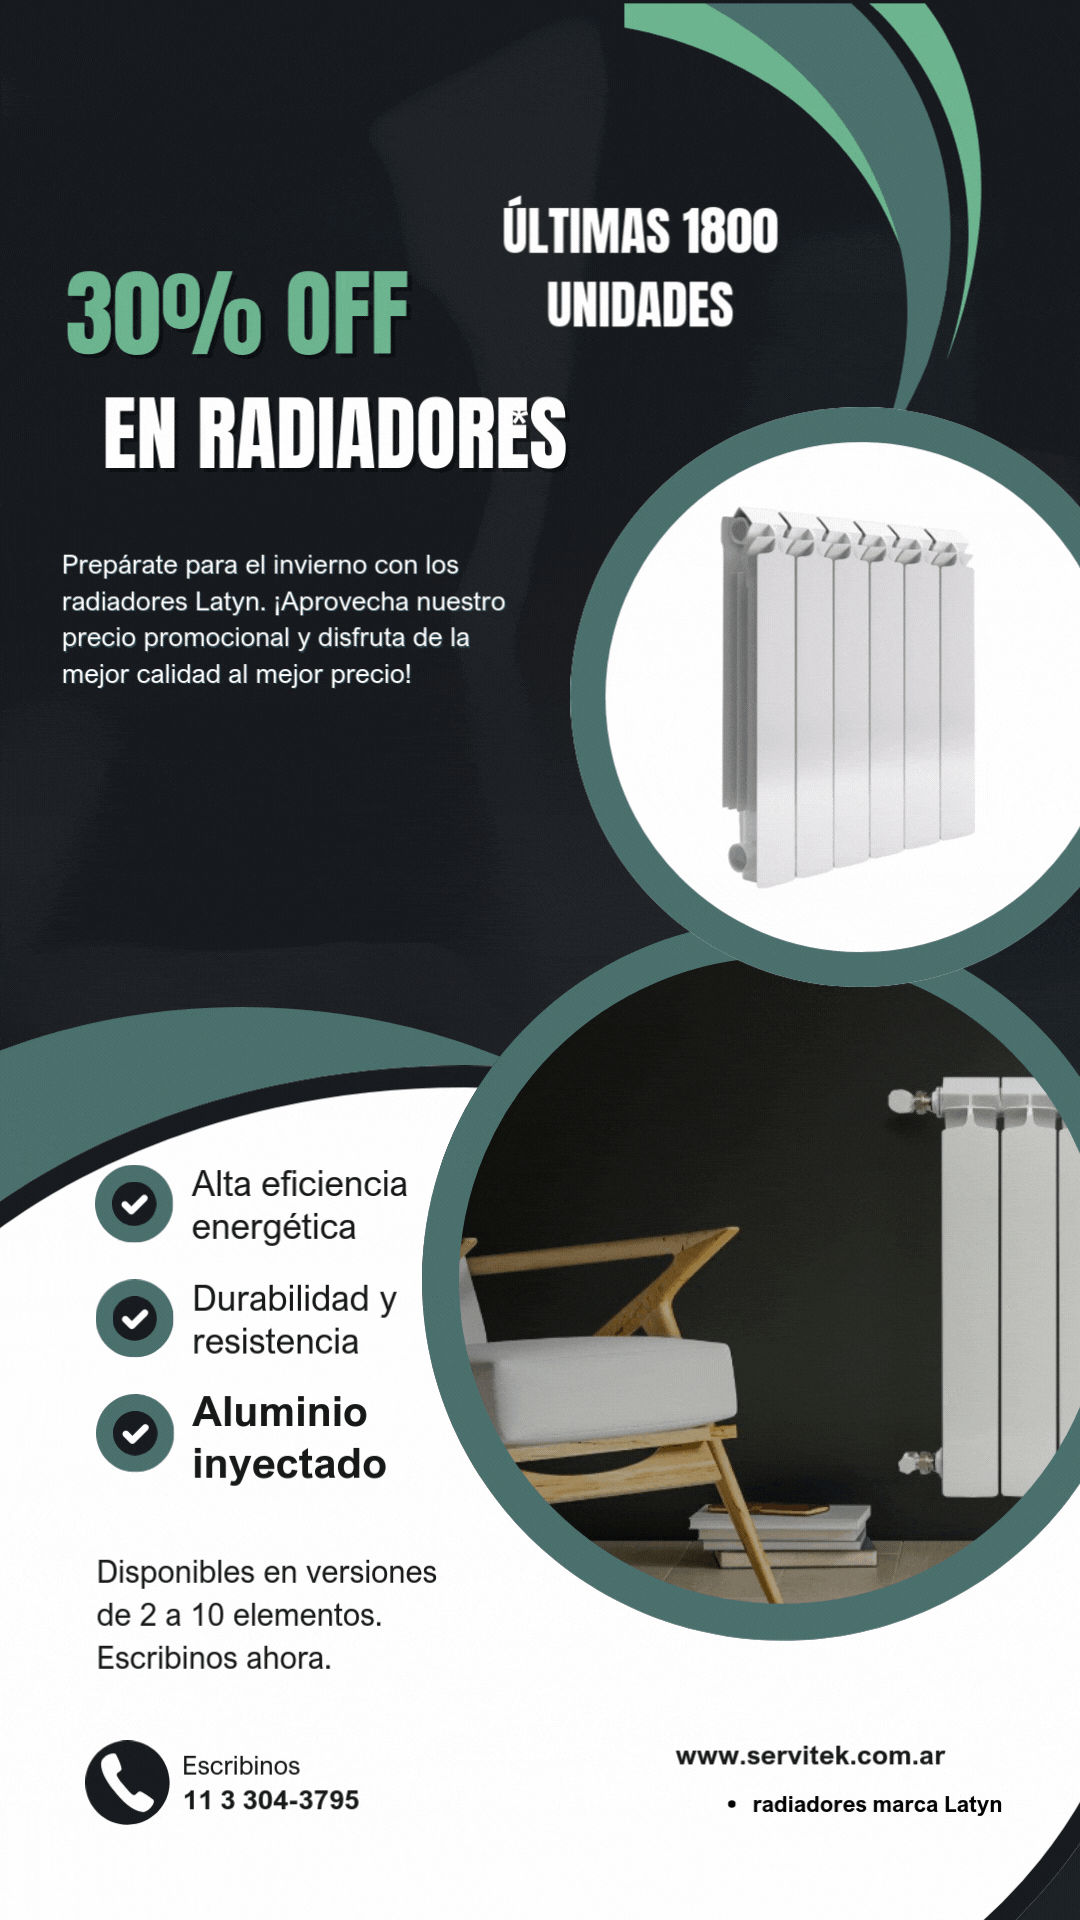 ÚLTIMAS 1800
UNIDADES
30% OFF
EN RADIADORES*
Prepárate para el invierno con los
radiadores Latyn. ¡Aprovecha nuestro
precio promocional y disfruta de la
mejor calidad al mejor precio!
Alta eficiencia
energética
Durabilidad y
resistencia
Aluminio
inyectado
Disponibles en versiones
de 2 a 10 elementos.
Escribinos ahora.
Escribinos
11 3 304-3795
www.servitek.com.ar
• radiadores marca Latyn